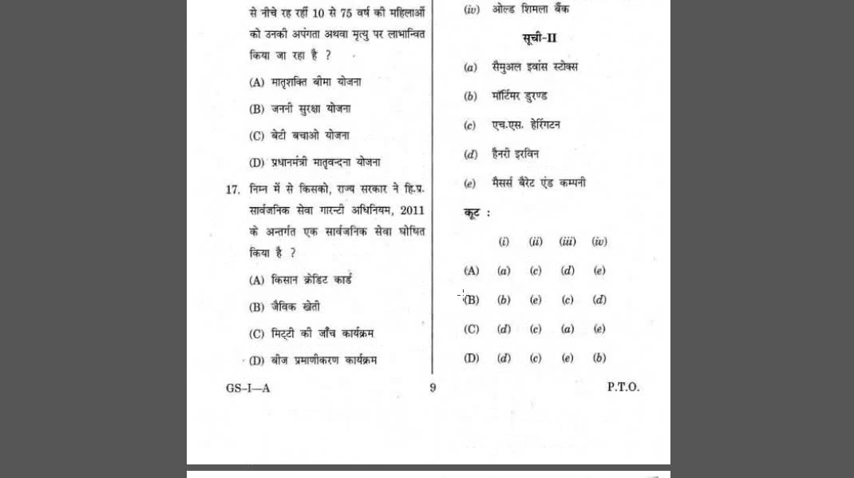 से नीचे रह रहीं 10 से 75 वर्ष की महिलाओं
को उनकी अपंगता अथवा मृत्यु पर लाभान्वित
किया जा रहा है ?
(A) मातृशक्ति बीमा योजना
(B) जननी सुरक्षा योजना
(C) बेटी बचाओ योजना
(D) प्रधानमंत्री मातृवन्दना योजना
17. निम्न में से किसको, राज्य सरकार ने हि.प्र.
सार्वजनिक सेवा गारन्टी अधिनियम, 2011
के अन्तर्गत एक सार्वजनिक सेवा घोषित
किया है ?
(A) किसान क्रेडिट कार्ड
(B) जैविक खेती
(C) मिट्टी की जाँच कार्यक्रम
(D) बीज प्रमाणीकरण कार्यक्रम
(iv) ओल्ड शिमला बैंक
सूची-II
(a) सैमुअल इवांस स्टोक्स
(b) मॉर्टिमर डुरण्ड
(c) एच.एस. हेरिंगटन
(d) हैनरी इरविन
(e) मैसर्स बैरेट एंड कम्पनी
कूट :
(i) (ii) (iii) (iv)
(A) (a) (c) (d) (e)
(B) (b) (e) (c) (d)
(C) (d) (c) (a) (e)
(D) (d) (c) (e) (b)
GS-I—A 9 P.T.O.